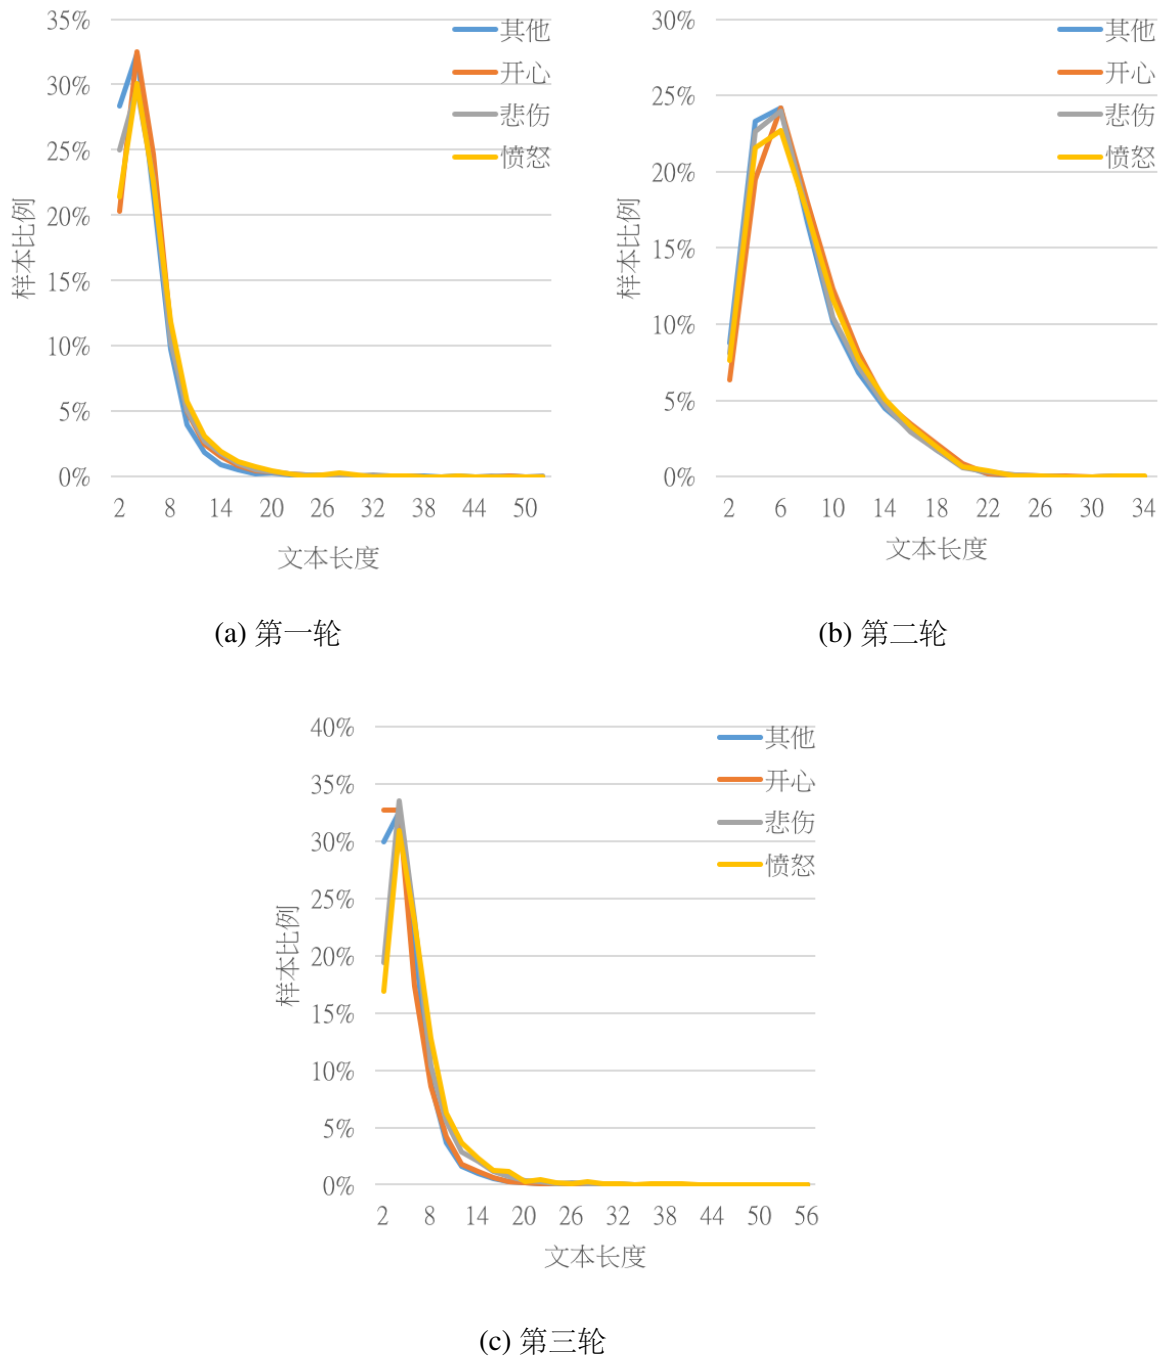 35%
30%
25%
20%
15%
10%
5%
0%
样本比例
其他
开心
悲伤
愤怒
2 8 14 20 26 32 38 44 50
文本长度
(a) 第一轮
30%
25%
20%
15%
10%
5%
0%
样本比例
其他
开心
悲伤
愤怒
2 6 10 14 18 22 26 30 34
文本长度
(b) 第二轮
40%
35%
30%
25%
20%
15%
10%
5%
0%
样本比例
其他
开心
悲伤
愤怒
2 8 14 20 26 32 38 44 50 56
文本长度
(c) 第三轮